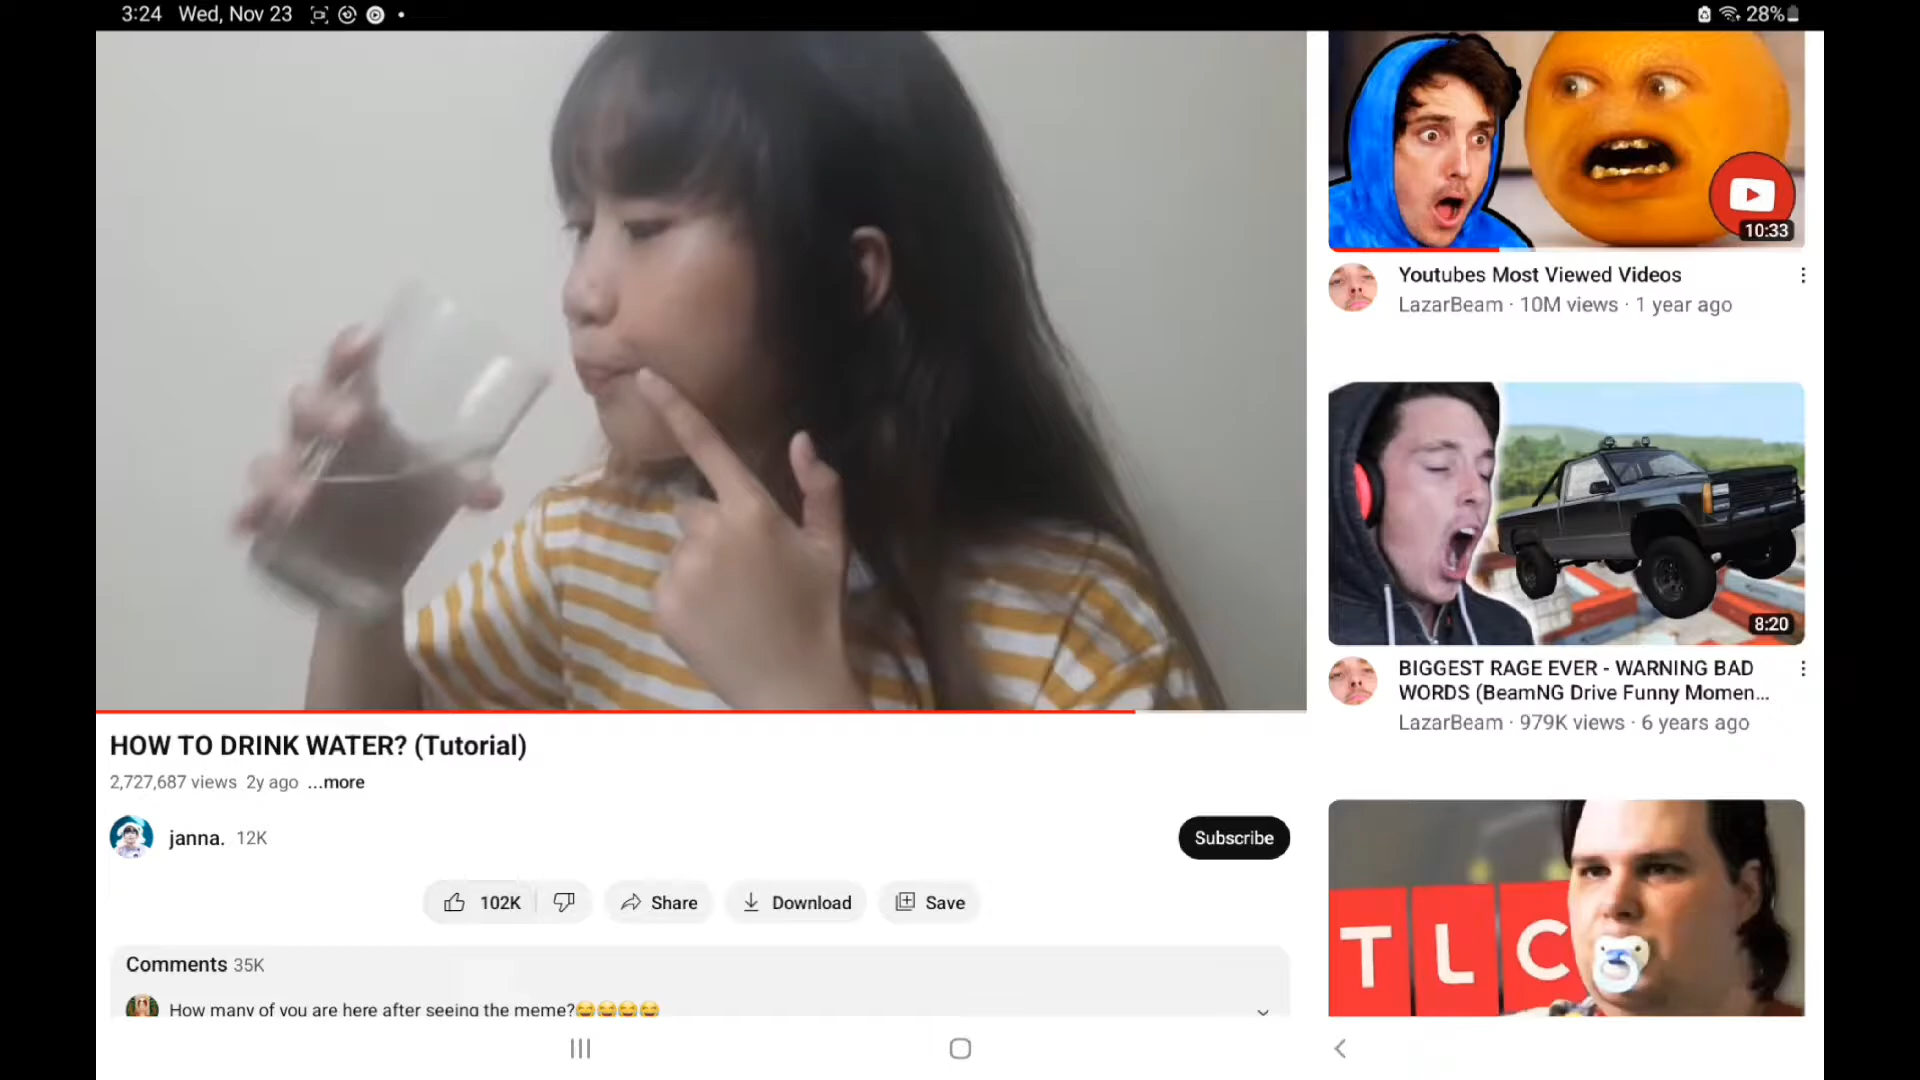 3:24 Wed, Nov 23
28%
10:33
Youtubes Most Viewed Videos
LazarBeam · 10M views · 1 year ago
8:20
BIGGEST RAGE EVER - WARNING BAD
WORDS (BeamNG Drive Funny Momen...
LazarBeam · 979K views · 6 years ago
TLC
HOW TO DRINK WATER? (Tutorial)
2,727,687 views 2y ago ...more
janna. 12K
Subscribe
102K
Share
Download
Save
Comments 35K
How many of you are here after seeing the meme?😂😂😂😂